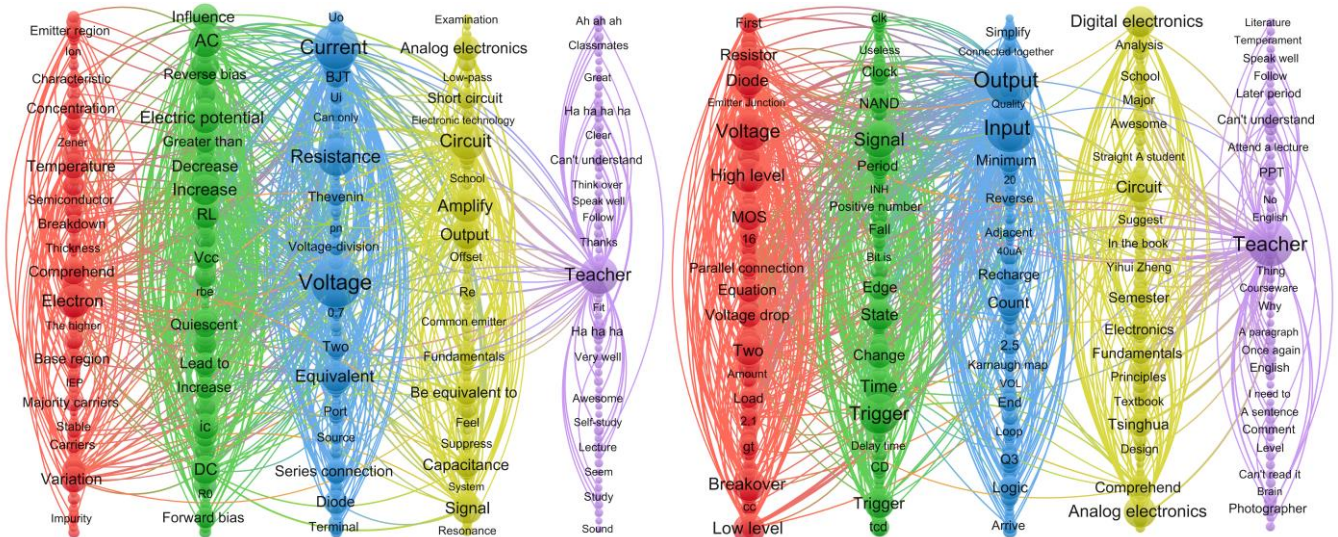 Emitter region
Ion
Characteristic
Concentration
Zener
Temperature
Semiconductor
Breakdown
Thickness
Comprehend
Electron
The higher
Base region
IEP
Majority carriers
Stable
Carriers
Variation
Impurity
Influence
AC
Reverse bias
Electric potential
Greater than
Decrease
Increase
RL
Vcc
rbe
Quiescent
Lead to
Increase
ic
DC
R0
Forward bias
Uo
Current
BJT
Ui
Can only
Resistance
Thevenin
pn
Voltage-division
Voltage
0.7
Two
Equivalent
Port
Source
Series connection
Diode
Terminal
Examination
Analog electronics
Low-pass
Short circuit
Electronic technology
Circuit
School
Amplify
Output
Offset
Re
Common emitter
Fundamentals
Be equivalent to
Feel
Suppress
Capacitance
System
Signal
Resonance
Ah ah ah
Classmates
Great
Ha ha ha ha
Clear
Can't understand
Think over
Speak well
Follow
Thanks
Teacher
Fit
Ha ha ha
Very well
Awesome
Self-study
Lecture
Seem
Study
Sound
First
Resistor
Diode
Emitter Junction
Voltage
High level
MOS
16
Parallel connection
Equation
Voltage drop
Two
Amount
Load
2.1
gt
Breakover
cc
Low level
clk
Useless
Clock
NAND
Signal
Period
INH
Positive number
Fall
Bit is
Edge
State
Change
Time
Trigger
Delay time
CD
Trigger
tcd
Simplify
Connected together
Output
Quality
Input
Minimum
20
Reverse
Adjacent
40uA
Recharge
Count
2.5
Karnaugh map
VOL
End
Loop
Q3
Logic
Arrive
Digital electronics
Analysis
School
Major
Awesome
Straight A student
Circuit
Suggest
In the book
Yihui Zheng
Semester
Electronics
Fundamentals
Principles
Textbook
Tsinghua
Design
Comprehend
Analog electronics
Literature
Temperament
Speak well
Follow
Later period
Can't understand
Attend a lecture
PPT
No
English
Teacher
Thing
Courseware
Why
A paragraph
Once again
English
I need to
A sentence
Comment
Level
Can't read it
Brain
Photographer